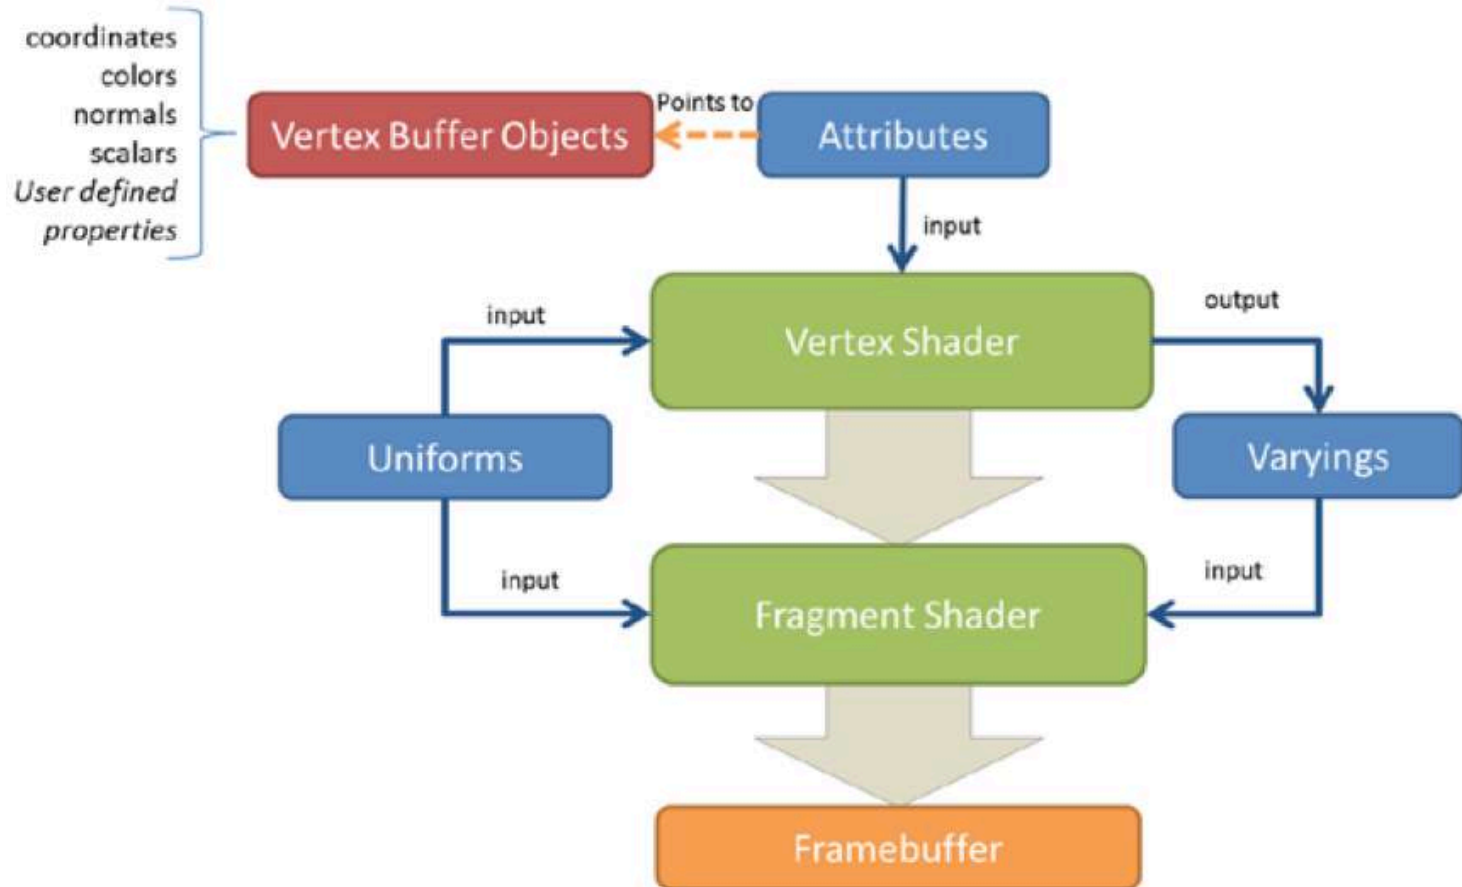 coordinates
colors
normals
scalars
User defined
properties
Vertex Buffer Objects
Points to
Attributes
input
input
Vertex Shader
output
Uniforms
Varyings
input
Fragment Shader
input
Framebuffer